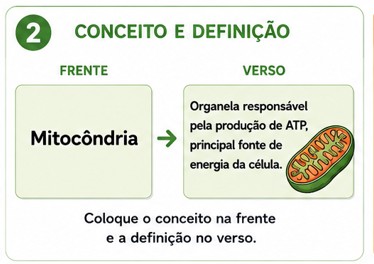 2 CONCEITO E DEFINIÇÃO
FRENTE
VERSO
Mitocôndria
Organela responsável
pela produção de ATP,
principal fonte de
energia da célula.
Coloque o conceito na frente
e a definição no verso.